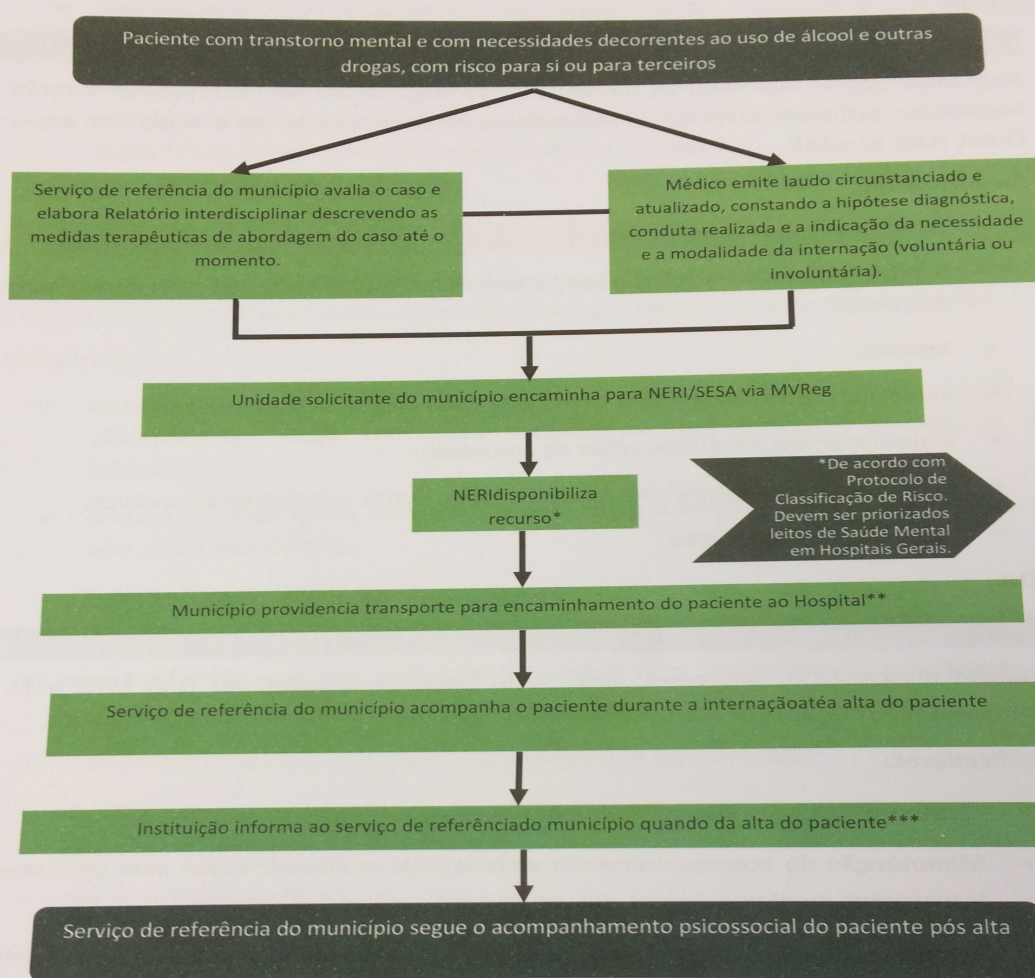 Paciente com transtorno mental e com necessidades decorrentes ao uso de álcool e outras
drogas, com risco para si ou para terceiros
Serviço de referência do município avalia o caso e
elabora Relatório interdisciplinar descrevendo as
medidas terapêuticas de abordagem do caso até o
momento.
Médico emite laudo circunstanciado e
atualizado, constando a hipótese diagnóstica,
conduta realizada e a indicação da necessidade
e a modalidade da internação (voluntária ou
involuntária).
Unidade solicitante do município encaminha para NERI/SESA via MVReg
NERIdisponibiliza
recurso*
*De acordo com
Protocolo de
Classificação de Risco.
Devem ser priorizados
leitos de Saúde Mental
em Hospitais Gerais.
Município providencia transporte para encaminhamento do paciente ao Hospital**
Serviço de referência do município acompanha o paciente durante a internaçãoatéa alta do paciente
Instituição informa ao serviço de referênciado município quando da alta do paciente***
Serviço de referência do município segue o acompanhamento psicossocial do paciente pós alta